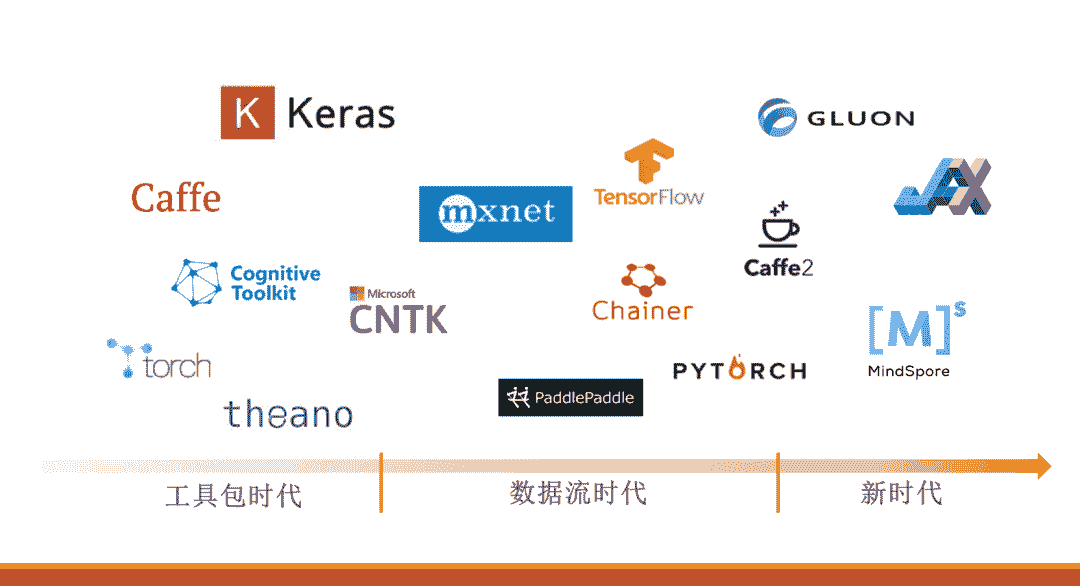 K Keras
GLUON
TensorFlow
JAX
Caffe
mxnet
Caffe2
Cognitive
Toolkit
Microsoft
CNTK
Chainer
[M]S
MindSpore
torch
PYTORCH
PaddlePaddle
theano
工具包时代
数据流时代
新时代